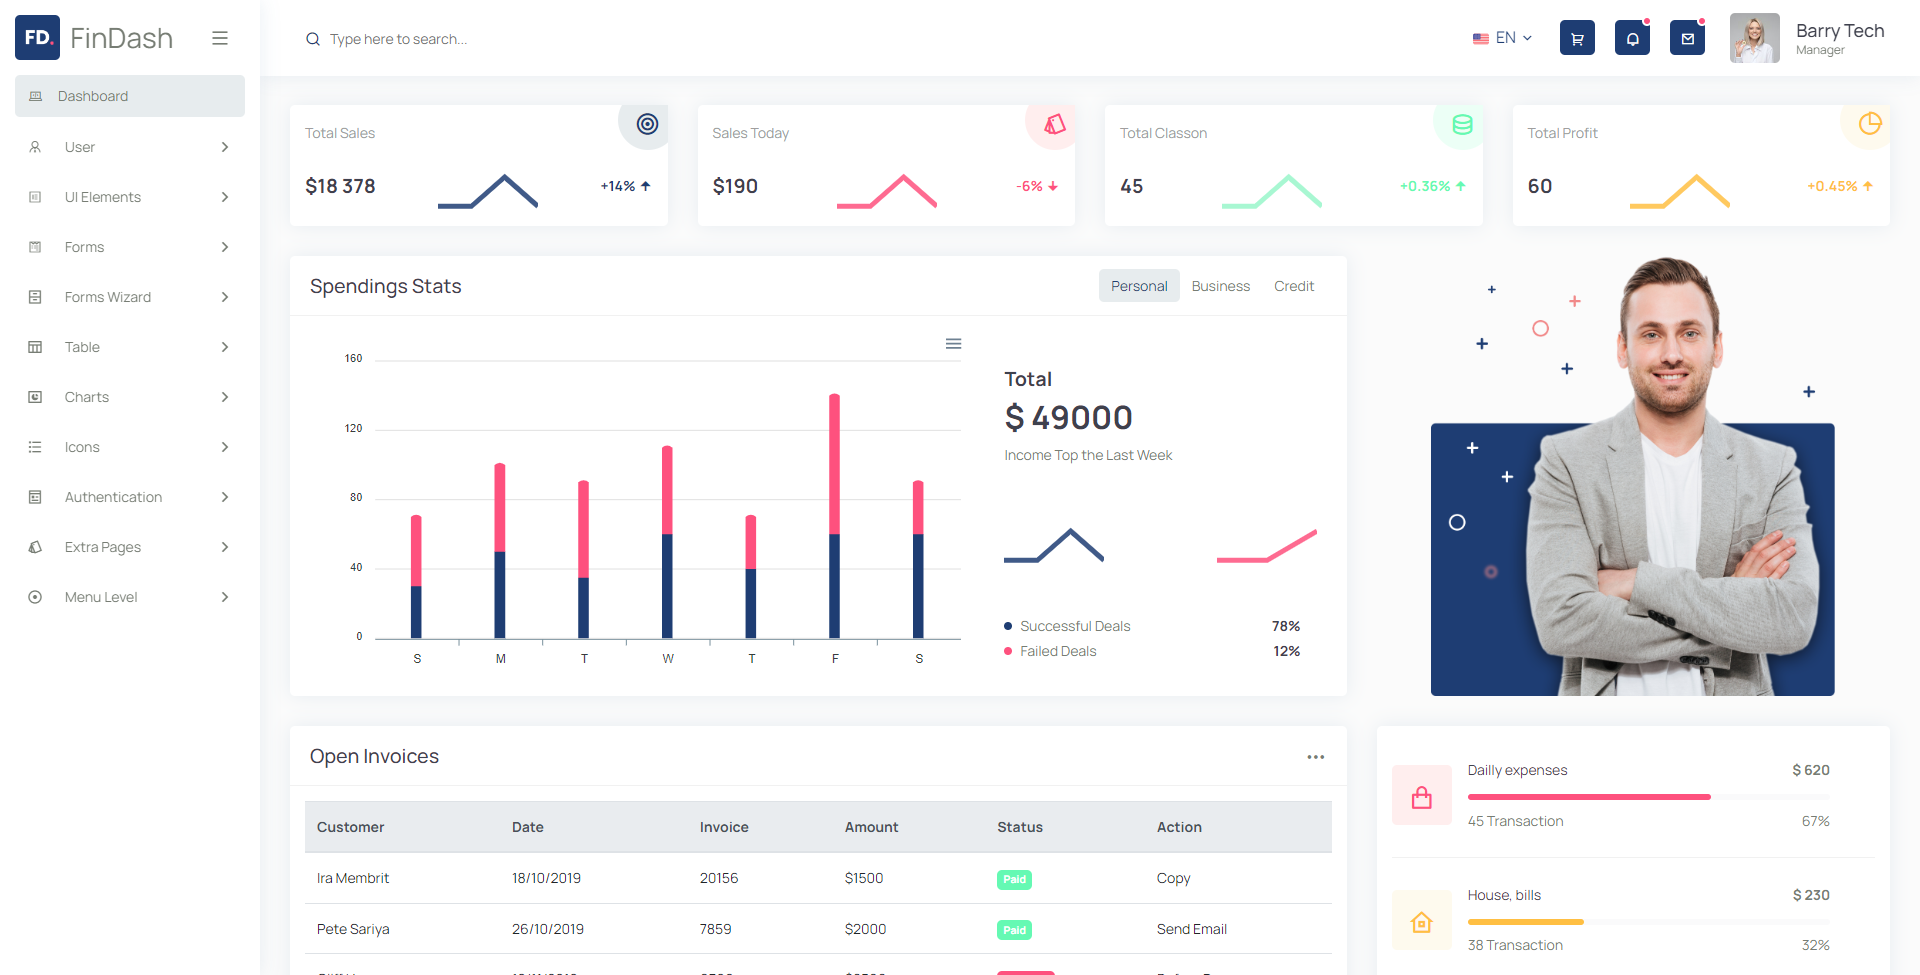 FD. FinDash
Type here to search...
EN
Barry Tech
Manager
Dashboard
User
UI Elements
Forms
Forms Wizard
Table
Charts
Icons
Authentication
Extra Pages
Menu Level
Total Sales
$18 378
+14%
Sales Today
$190
-6%
Total Classon
45
+0.36%
Total Profit
60
+0.45%
Spendings Stats
Personal Business Credit
160
120
80
40
0
S M T W T F S
Total
$ 49000
Income Top the Last Week
Successful Deals 78%
Failed Deals 12%
Open Invoices
Customer Date Invoice Amount Status Action
Ira Membrit 18/10/2019 20156 $1500 Paid Copy
Pete Sariya 26/10/2019 7859 $2000 Paid Send Email
Dailly expenses $ 620
45 Transaction 67%
House, bills $ 230
38 Transaction 32%